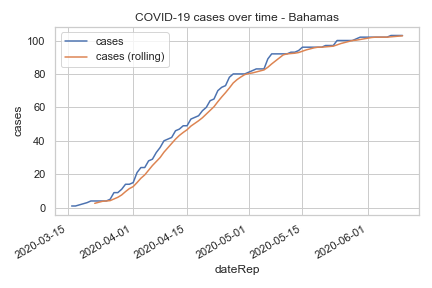 COVID-19 cases over time - Bahamas
cases
cases (rolling)
100
80
60
40
20
0
cases
2020-03-15
2020-04-01
2020-04-15
2020-05-01
2020-05-15
2020-06-01
dateRep